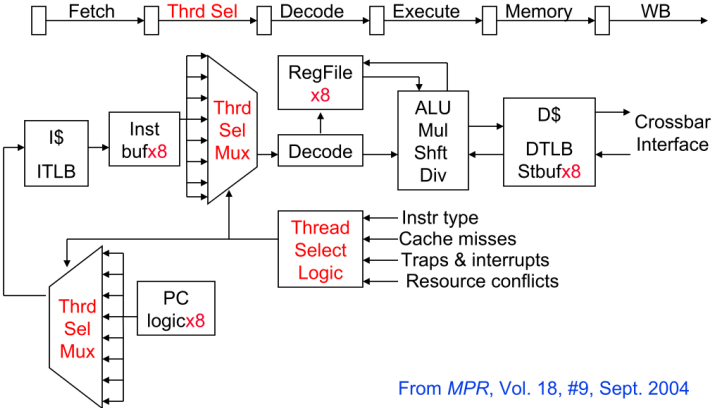 Fetch
Thrd Sel
Decode
Execute
Memory
WB
I$
ITLB
Inst
bufx8
Thrd
Sel
Mux
RegFile
x8
Decode
ALU
Mul
Shft
Div
D$
DTLB
Stbufx8
Crossbar
Interface
Thread
Select
Logic
Instr type
Cache misses
Traps & interrupts
Resource conflicts
Thrd
Sel
Mux
PC
logicx8
From MPR, Vol. 18, #9, Sept. 2004